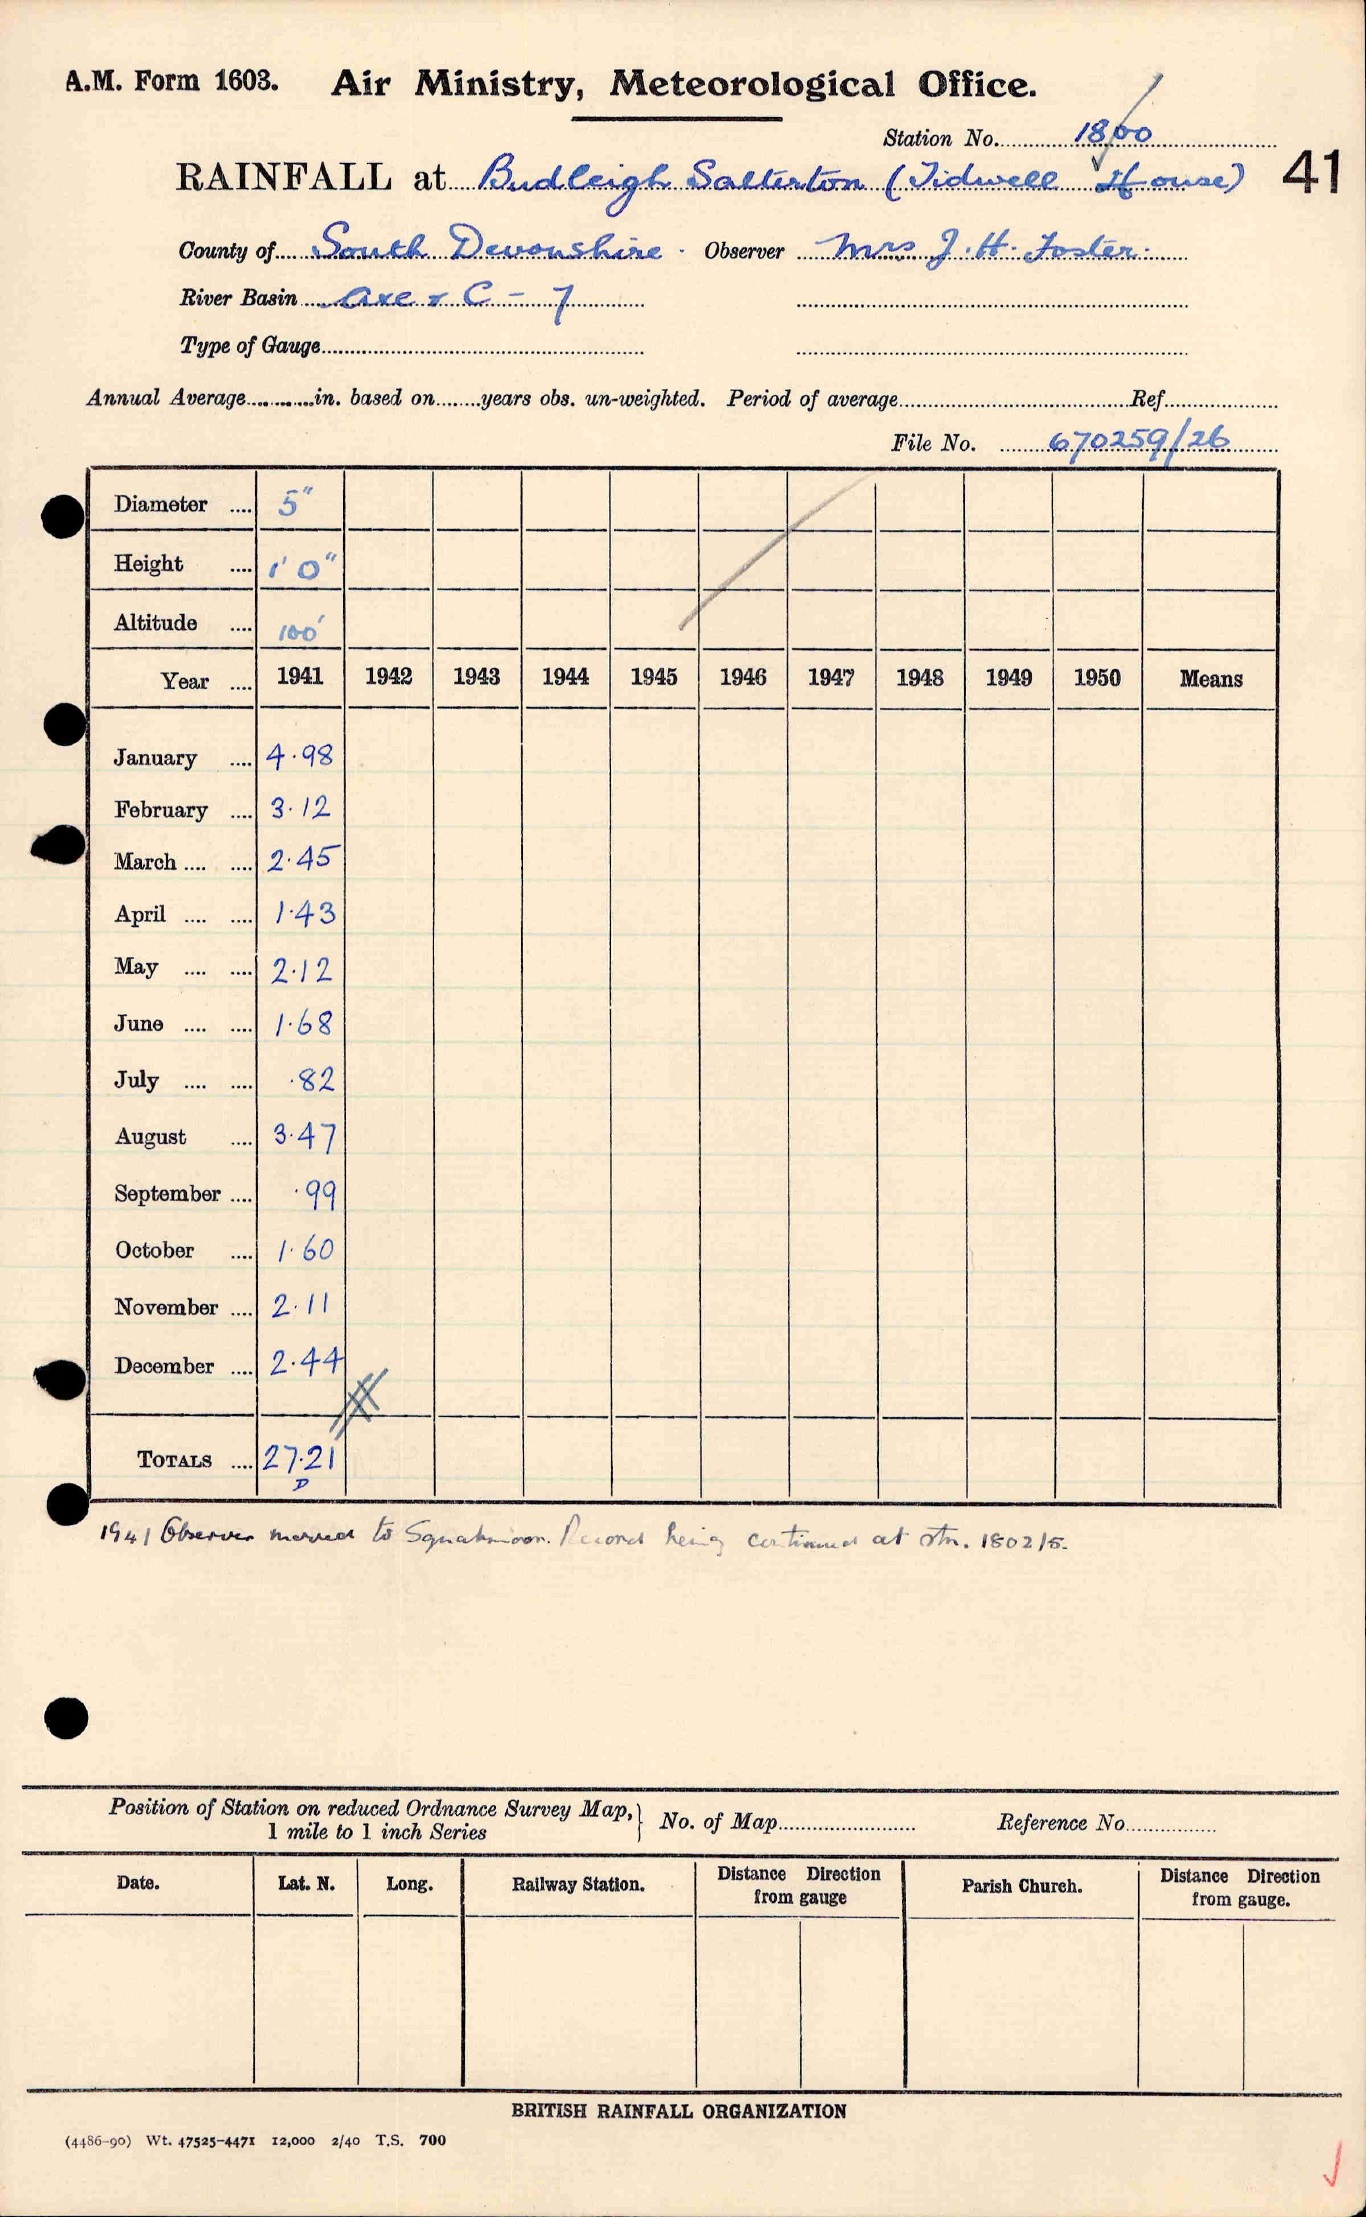 A.M. Form 1603. Air Ministry, Meteorological Office.
Station No. 1800
RAINFALL at Budleigh Salterton (Tidwell House) 41
County of South Devonshire. Observer Mrs J. H. Foster.
River Basin Axe & C - 7
Type of Gauge
Annual Average in. based on years obs. un-weighted. Period of average Ref
File No. 670259/26
Diameter .... 5"
Height .... 1' 0"
Altitude .... 100'
Year .... 1941 1942 1943 1944 1945 1946 1947 1948 1949 1950 Means
January .... 4.98
February .... 3.12
March .... .... 2.45
April .... .... 1.43
May .... .... 2.12
June .... .... 1.68
July .... .... .82
August .... 3.47
September .... .99
October .... 1.60
November .... 2.11
December .... 2.44
TOTALS .... 27.21
D
1941 Observer moved to Record being continued at stn. 1802/5.
Position of Station on reduced Ordnance Survey Map, 1 mile to 1 inch Series } No. of Map Reference No
Date. Lat. N. Long. Railway Station. Distance Direction from gauge Parish Church. Distance Direction from gauge.
BRITISH RAINFALL ORGANIZATION
(4486-90) Wt. 47525-4471 12,000 2/40 T.S. 700